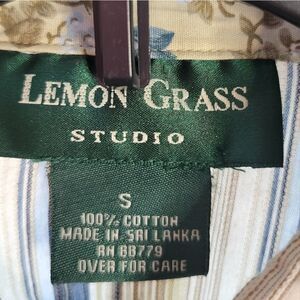 LEMON GRASS
STUDIO
S
100% COTTON
MADE IN SRI LANKA
RN 88779
OVER FOR CARE